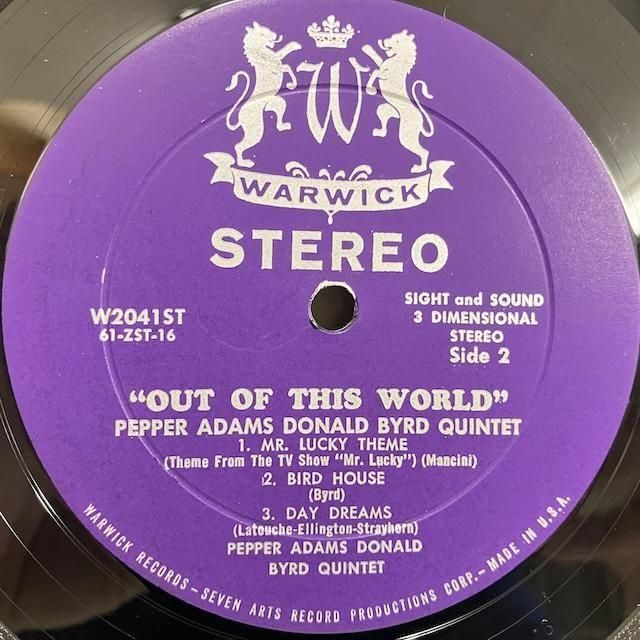 W
WARWICK
STEREO
W2041ST
61-ZST-16
SIGHT and SOUND
3 DIMENSIONAL
STEREO
Side 2
"OUT OF THIS WORLD"
PEPPER ADAMS DONALD BYRD QUINTET
1. MR. LUCKY THEME
(Theme From The TV Show "Mr. Lucky") (Mancini)
2. BIRD HOUSE
(Byrd)
3. DAY DREAMS
(Latouche-Ellington-Strayhorn)
PEPPER ADAMS DONALD
BYRD QUINTET
WARWICK RECORDS—SEVEN ARTS RECORD PRODUCTIONS CORP.—MADE IN U.S.A.